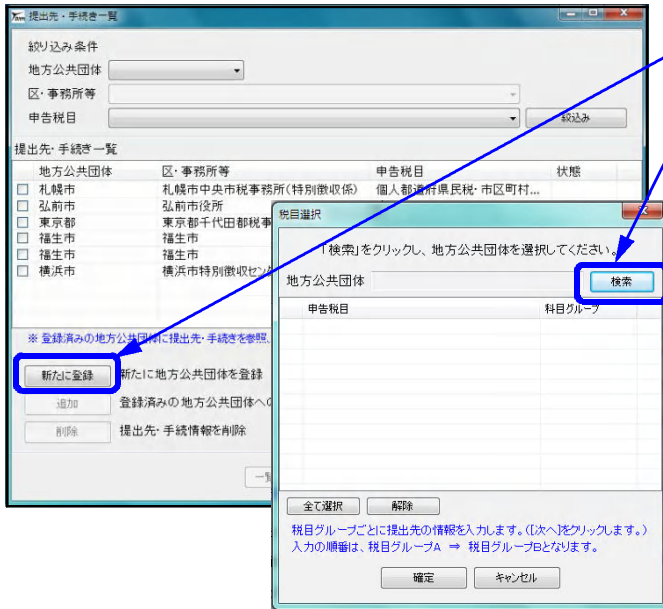 提出先・手続き一覧
絞り込み条件
地方公共団体
区・事務所等
申告税目
絞込み
提出先・手続き一覧
地方公共団体 区・事務所等 申告税目 状態
札幌市 札幌市中央市税事務所(特別徴収係) 個人都道府県民税・市区町村...
弘前市 弘前市役所
東京都 東京都千代田都税事
福生市 福生市
福生市 福生市
横浜市 横浜市特別徴収セン
※ 登録済みの地方公共団体に提出先・手続きを参照、
新たに登録 新たに地方公共団体を登録
追加 登録済みの地方公共団体への
削除 提出先・手続情報を削除
一覧
税目選択
「検索」をクリックし、地方公共団体を選択してください。
地方公共団体 検索
申告税目 科目グループ
全て選択 解除
税目グループごとに提出先の情報を入力します。([次へ]をクリックします。)
入力の順番は、税目グループA ⇒ 税目グループBとなります。
確定 キャンセル